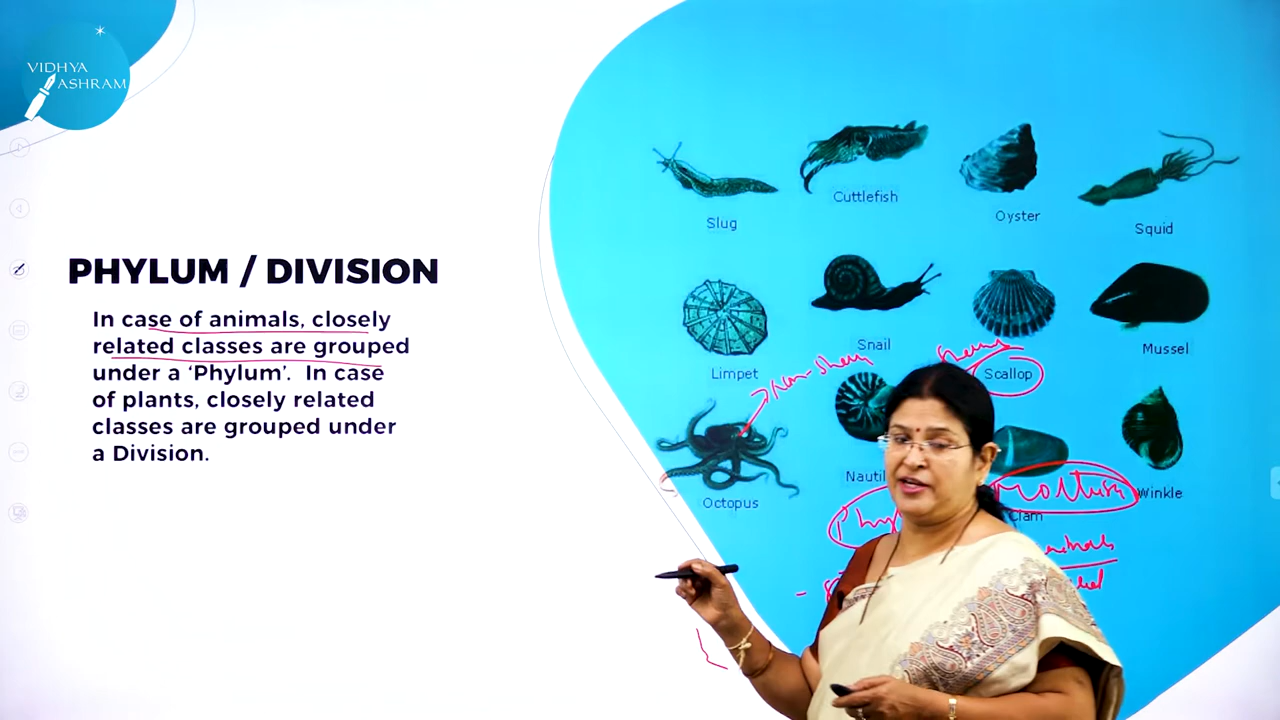 VIDHYA
ASHRAM
PHYLUM / DIVISION
In case of animals, closely
related classes are grouped
under a ‘Phylum’. In case
of plants, closely related
classes are grouped under
a Division.
Slug
Cuttlefish
Oyster
Squid
Limpet
Snail
Scallop
Mussel
Octopus
Nautil
Clam
Winkle